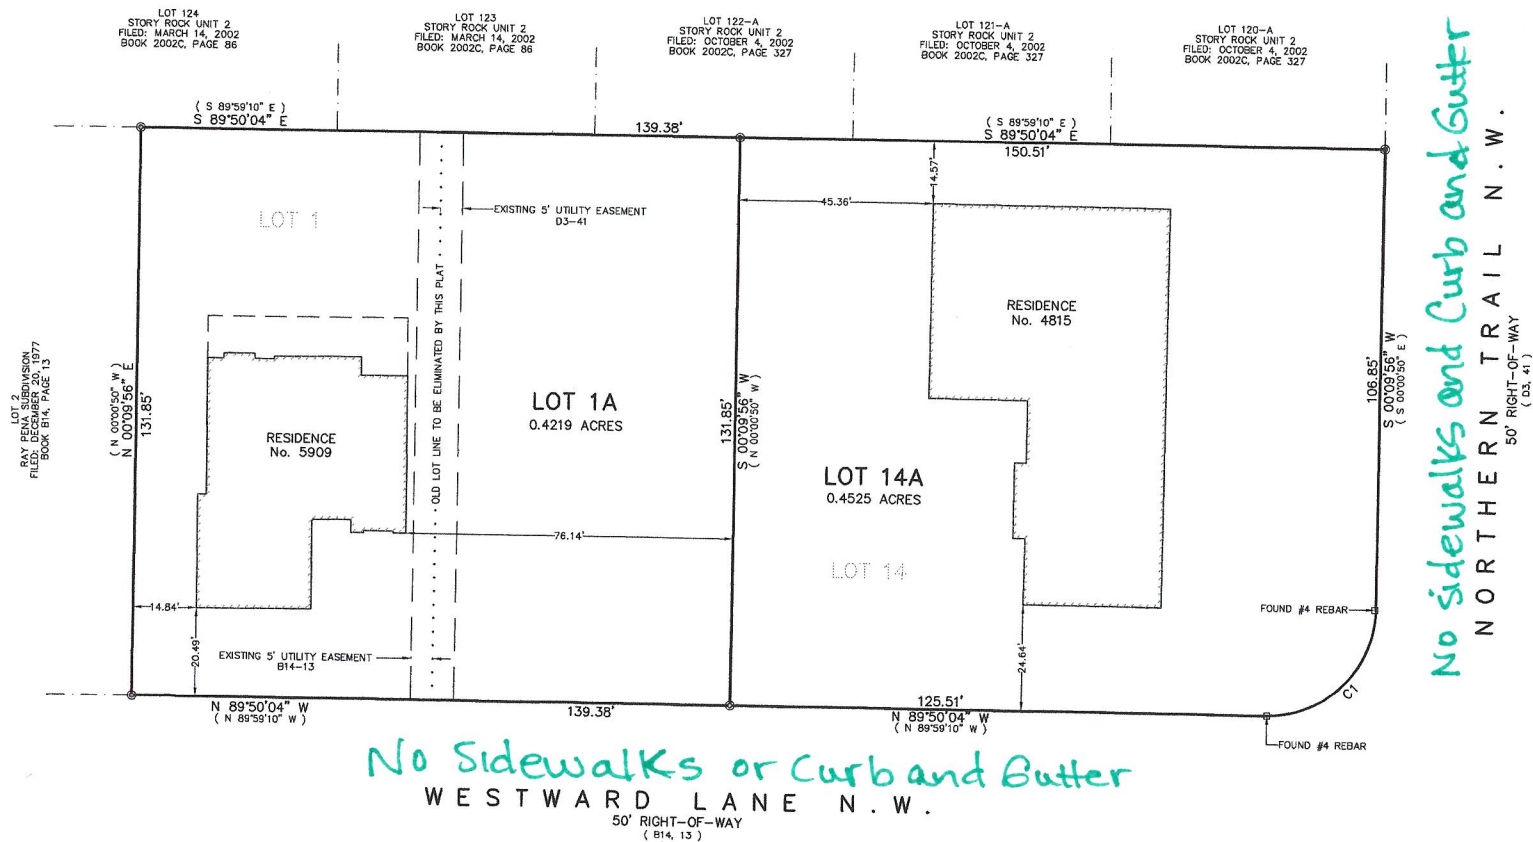 LOT 124
STORY ROCK UNIT 2
FILED: MARCH 14, 2002
BOOK 2002C, PAGE 86
LOT 123
STORY ROCK UNIT 2
FILED: MARCH 14, 2002
BOOK 2002C, PAGE 86
LOT 122-A
STORY ROCK UNIT 2
FILED: OCTOBER 4, 2002
BOOK 2002C, PAGE 327
LOT 121-A
STORY ROCK UNIT 2
FILED: OCTOBER 4, 2002
BOOK 2002C, PAGE 327
LOT 120-A
STORY ROCK UNIT 2
FILED: OCTOBER 4, 2002
BOOK 2002C, PAGE 327
( S 89°59'10" E )
S 89°50'04" E
139.38'
( S 89°59'10" E )
S 89°50'04" E
150.51'
LOT 1
EXISTING 5' UTILITY EASEMENT
D3-41
OLD LOT LINE TO BE ELIMINATED BY THIS PLAT
14.57'
45.36'
RESIDENCE
No. 4815
LOT 2
RAY PENA SUBDIVISION
FILED: DECEMBER 20, 1977
BOOK B14, PAGE 13
( N 00°00'50" W )
N 00°09'56" E
131.85'
RESIDENCE
No. 5909
LOT 1A
0.4219 ACRES
131.85'
S 00°09'56" W
( N 00°00'50" W )
LOT 14A
0.4525 ACRES
LOT 14
106.85'
S 00°09'56" W
( S 00°00'50" E )
No Sidewalks and Curb and Gutter
NORTHERN TRAIL N.W.
50' RIGHT-OF-WAY
( D3, 41 )
76.14'
14.84'
20.49'
EXISTING 5' UTILITY EASEMENT
B14-13
24.64'
FOUND #4 REBAR
C1
FOUND #4 REBAR
N 89°50'04" W
( N 89°59'10" W )
139.38'
125.51'
N 89°50'04" W
( N 89°59'10" W )
No Sidewalks or Curb and Gutter
WESTWARD LANE N.W.
50' RIGHT-OF-WAY
( B14, 13 )